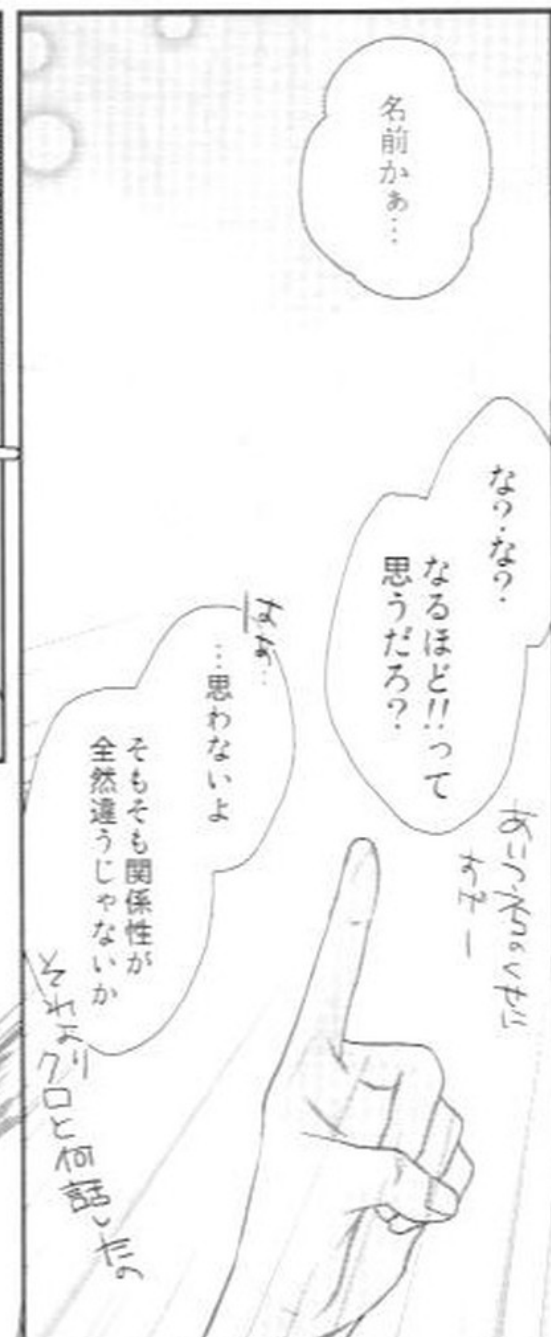 名前かぁ…
な？な？
なるほど!!って
思うだろ？
あいつネコのくせに
すげー
はぁ…
…思わないよ
そもそも関係性が
全然違うじゃないか
それより
クロと何話したの